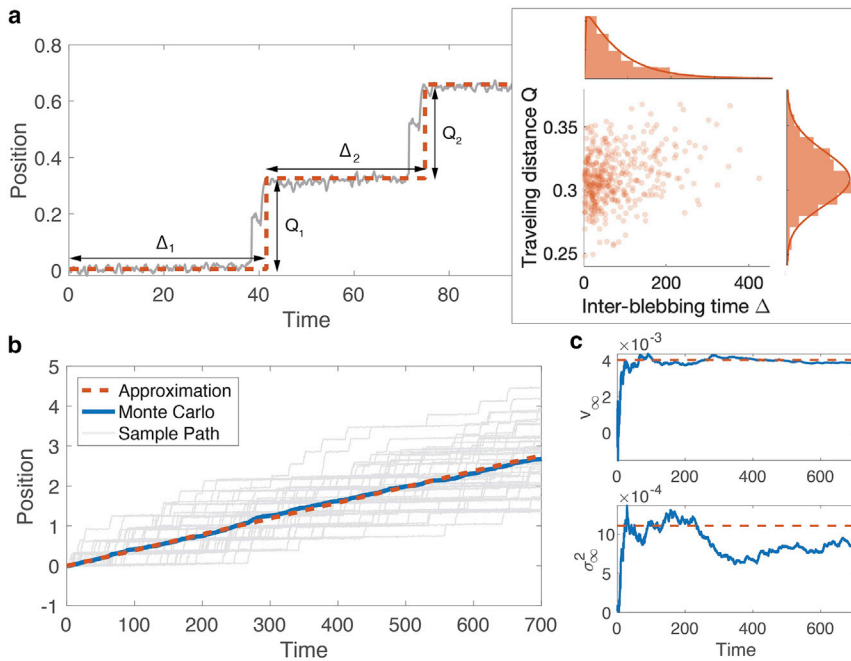 a
0.8
0.6
0.4
0.2
0
Position
0 20 40 60 80
Time
Δ1
Q1
Δ2
Q2
0.35
0.3
0.25
Traveling distance Q
0 200 400
Inter-blebbing time Δ
b
5
4
3
2
1
0
-1
Position
Approximation
Monte Carlo
Sample Path
0 100 200 300 400 500 600 700
Time
c
×10-3
4
2
0
v∞
0 200 400 600
×10-4
10
5
0
σ2∞
0 200 400 600
Time